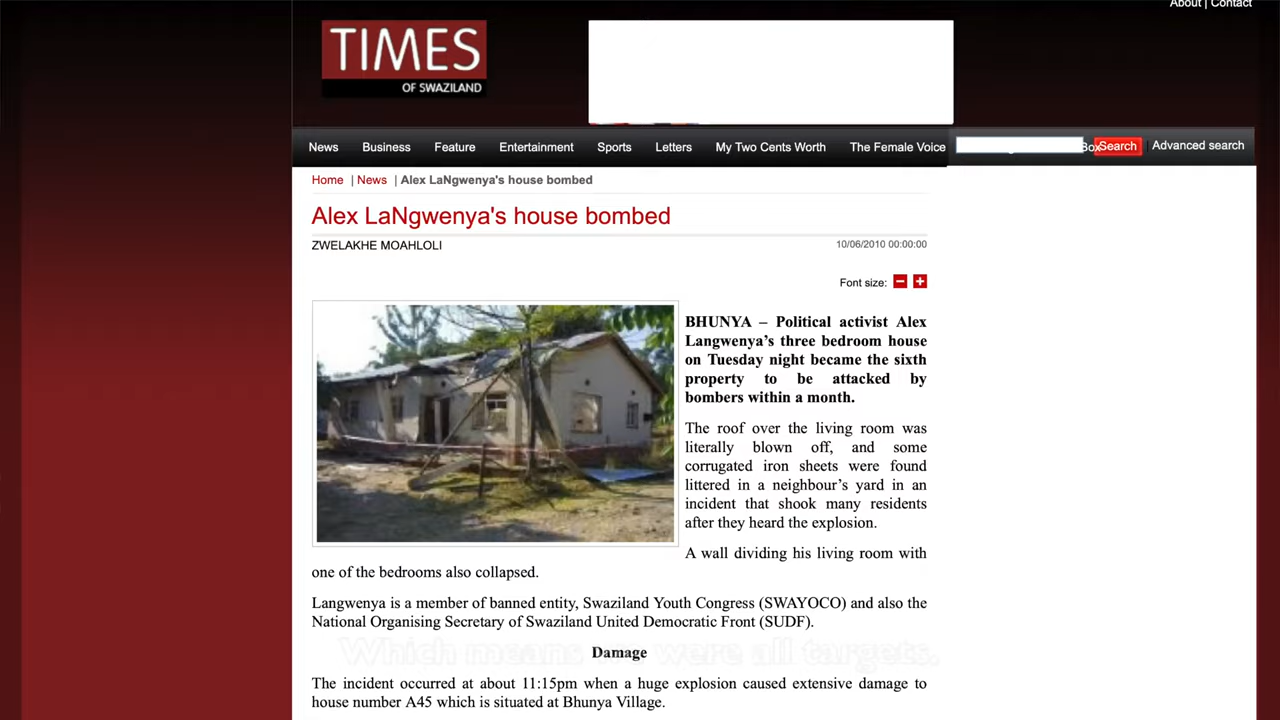 About | Contact
TIMES
OF SWAZILAND
News Business Feature Entertainment Sports Letters My Two Cents Worth The Female Voice Box Search Advanced search
Home | News | Alex LaNgwenya's house bombed
Alex LaNgwenya's house bombed
ZWELAKHE MOAHLOLI 10/06/2010 00:00:00
Font size:
BHUNYA – Political activist Alex
Langwenya's three bedroom house
on Tuesday night became the sixth
property to be attacked by
bombers within a month.
The roof over the living room was
literally blown off, and some
corrugated iron sheets were found
littered in a neighbour's yard in an
incident that shook many residents
after they heard the explosion.
A wall dividing his living room with
one of the bedrooms also collapsed.
Langwenya is a member of banned entity, Swaziland Youth Congress (SWAYOCO) and also the
National Organising Secretary of Swaziland United Democratic Front (SUDF).
Which means we were all targets.
Damage
The incident occurred at about 11:15pm when a huge explosion caused extensive damage to
house number A45 which is situated at Bhunya Village.